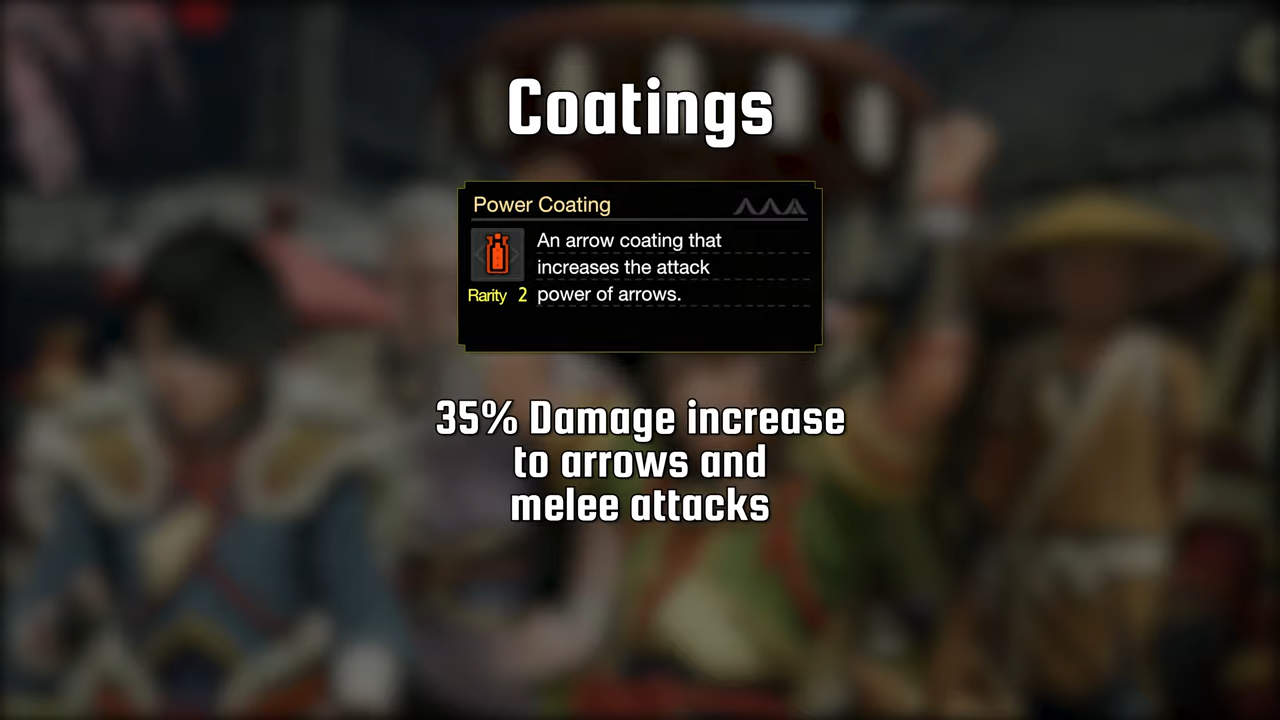 Coatings
Power Coating
An arrow coating that
increases the attack
Rarity 2 power of arrows.
35% Damage increase
to arrows and
melee attacks